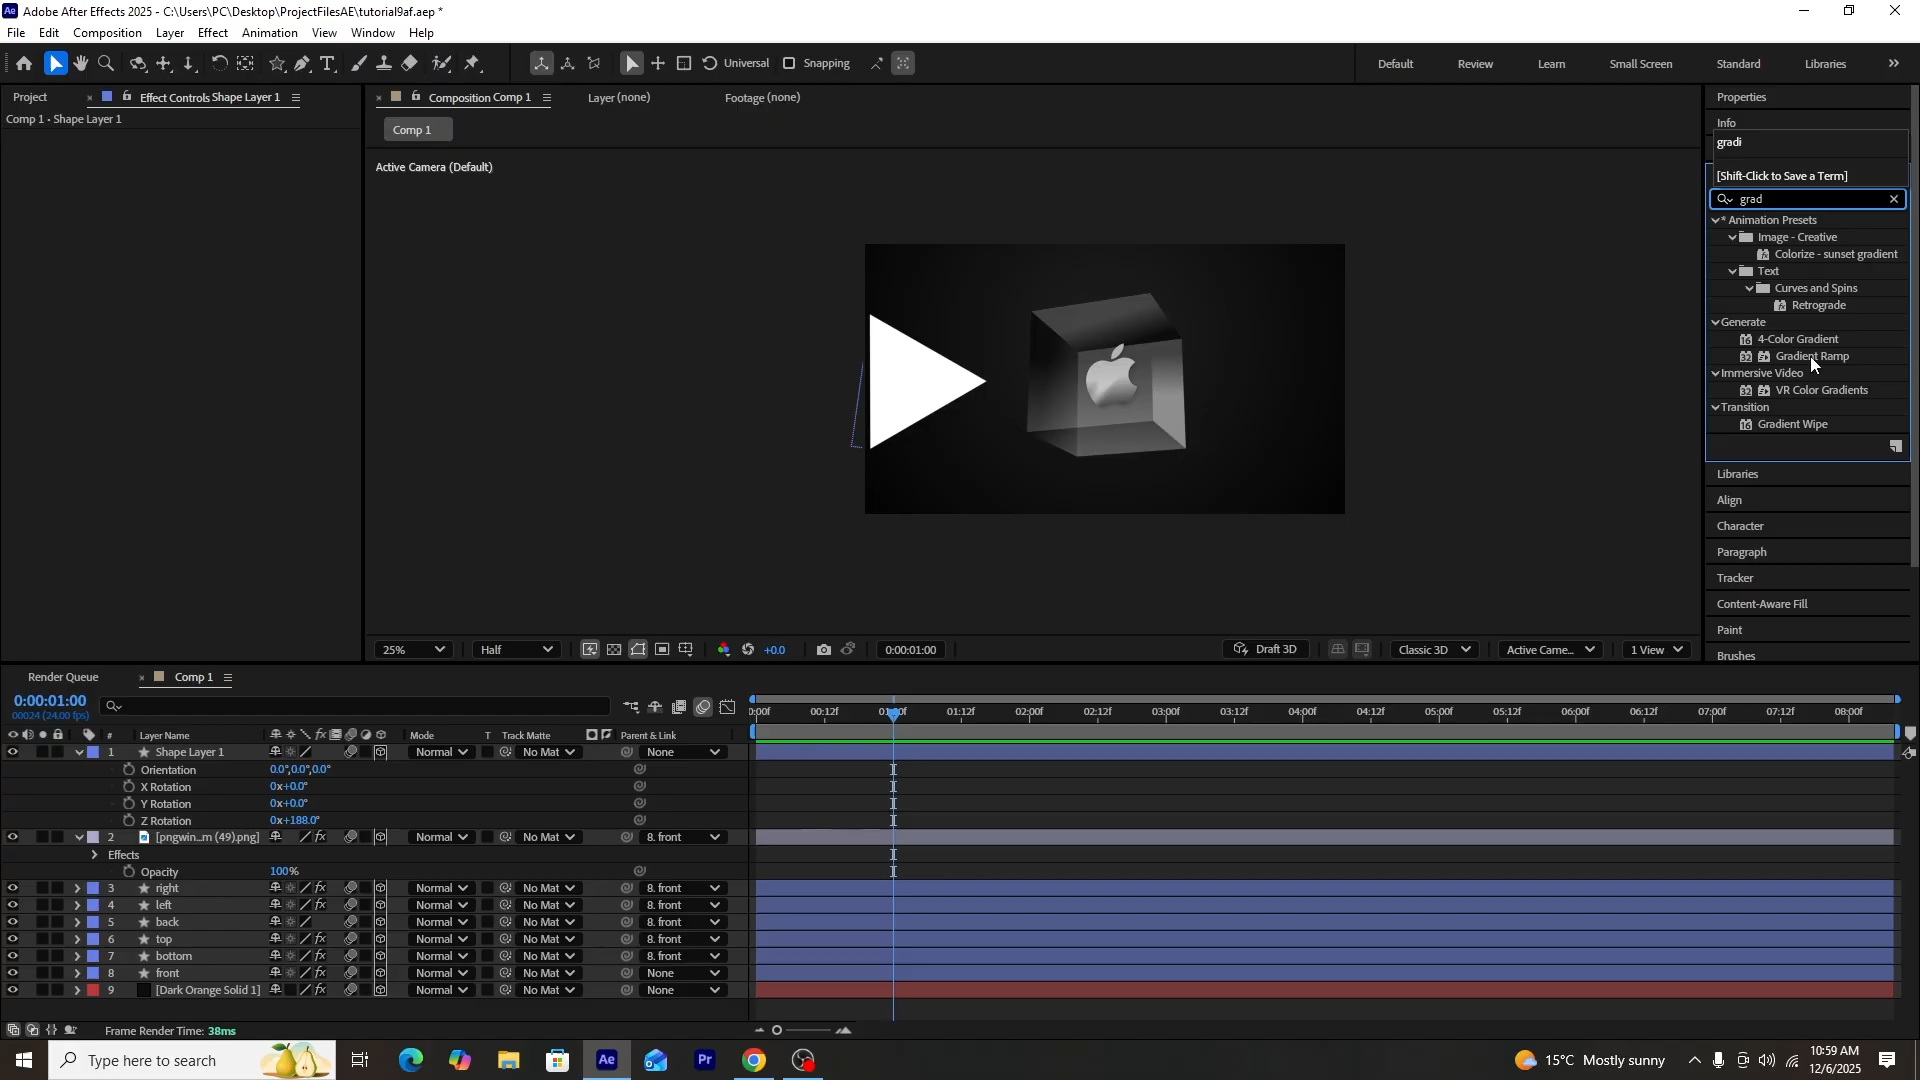 Adobe After Effects 2025 - C:\Users\PC\Desktop\ProjectFilesAE\tutorial9af.aep *
File Edit Composition Layer Effect Animation View Window Help
Universal Snapping Default Review Learn Small Screen Standard Libraries
Project Effect Controls Shape Layer 1 Composition Comp 1 Layer (none) Footage (none) Properties
Comp 1 • Shape Layer 1
Info
Comp 1
gradi
Active Camera (Default)
[Shift-Click to Save a Term]
grad
* Animation Presets
Image - Creative
Colorize - sunset gradient
Text
Curves and Spins
Retrograde
Generate
4-Color Gradient
Gradient Ramp
Immersive Video
VR Color Gradients
Transition
Gradient Wipe
Libraries
Align
Character
Paragraph
Tracker
Content-Aware Fill
Paint
Brushes
25% Half +0.0 0:00:01:00 Draft 3D Classic 3D Active Came... 1 View
Render Queue Comp 1
0:00:01:00
00024 (24.00 fps)
:00f 00:12f 01:00f 01:12f 02:00f 02:12f 03:00f 03:12f 04:00f 04:12f 05:00f 05:12f 06:00f 06:12f 07:00f 07:12f 08:00f
# Layer Name Mode T Track Matte Parent & Link
1 Shape Layer 1 Normal No Mat None
Orientation 0.0°,0.0°,0.0°
X Rotation 0x+0.0°
Y Rotation 0x+0.0°
Z Rotation 0x+188.0°
2 [pngwin...m (49).png] Normal No Mat 8. front
Effects
Opacity 100%
3 right Normal No Mat 8. front
4 left Normal No Mat 8. front
5 back Normal No Mat 8. front
6 top Normal No Mat 8. front
7 bottom Normal No Mat 8. front
8 front Normal No Mat None
9 [Dark Orange Solid 1] Normal No Mat None
Frame Render Time: 38ms
Type here to search
15°C Mostly sunny
10:59 AM
12/6/2025